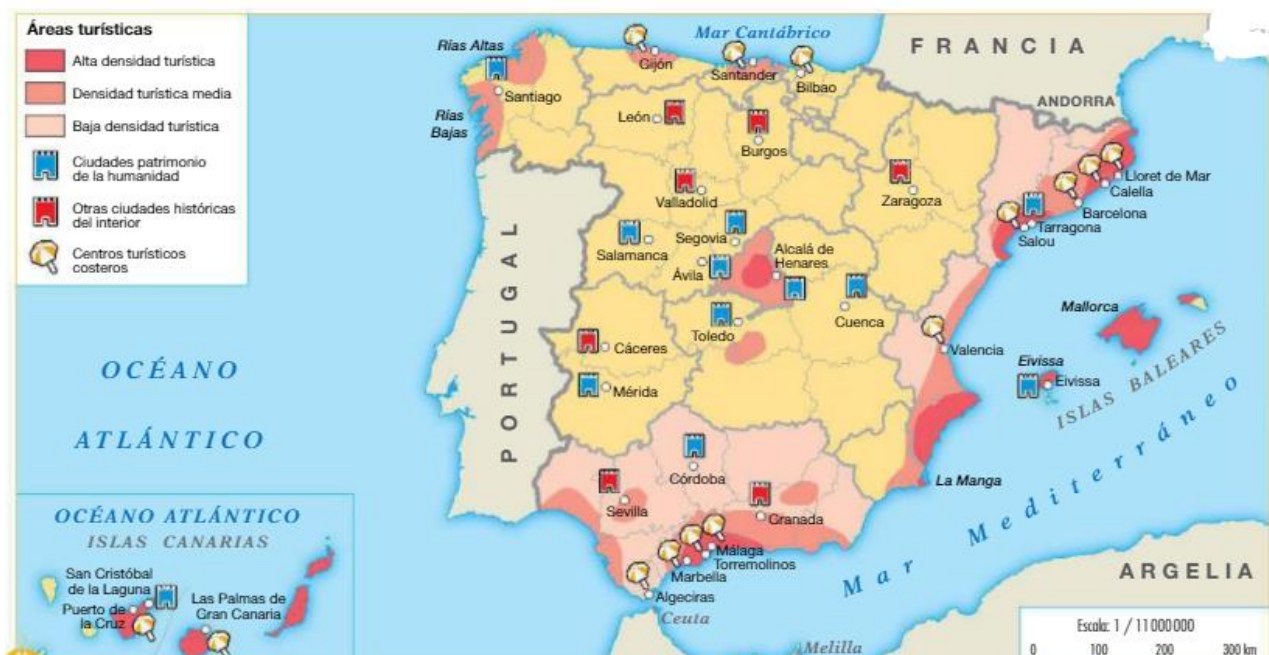 Áreas turísticas
Alta densidad turística
Densidad turística media
Baja densidad turística
Ciudades patrimonio
de la humanidad
Otras ciudades históricas
del interior
Centros turísticos
costeros
Mar Cantábrico
FRANCIA
ANDORRA
Rías Altas
Gijón
Santander
Bilbao
Santiago
Rías
Bajas
León
Burgos
Valladolid
Zaragoza
Lloret de Mar
Calella
Barcelona
Tarragona
Salou
Salamanca
Segovia
Ávila
Alcalá de
Henares
Toledo
Cuenca
PORTUGAL
Cáceres
Mérida
Valencia
Mallorca
Eivissa
Eivissa
ISLAS BALEARES
OCÉANO
ATLÁNTICO
Mar Mediterráneo
Córdoba
La Manga
Sevilla
Granada
Málaga
Torremolinos
Marbella
Algeciras
Ceuta
Melilla
ARGELIA
OCÉANO ATLÁNTICO
ISLAS CANARIAS
San Cristóbal
de la Laguna
Puerto de
la Cruz
Las Palmas de
Gran Canaria
Escala: 1 / 11000000
0 100 200 300 km